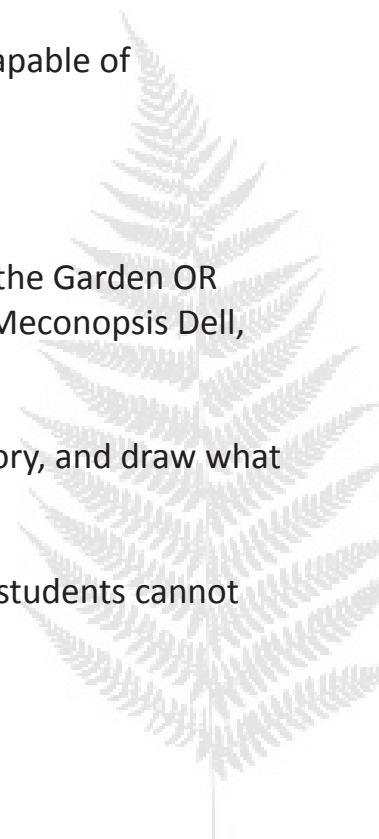 apable of
the Garden OR
Meconopsis Dell,
ory, and draw what
students cannot